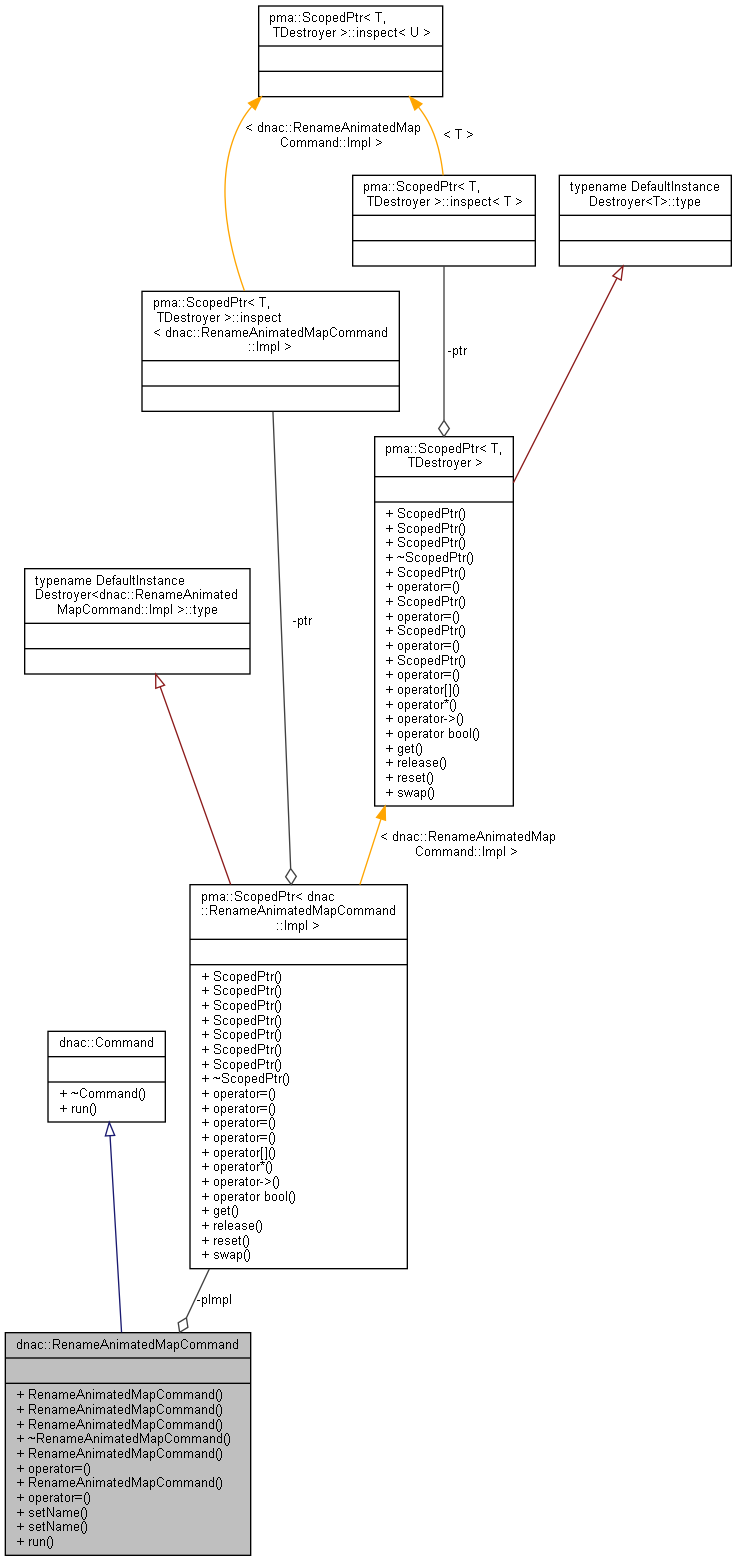 pma::ScopedPtr< T,
TDestroyer >::inspect< U >
< dnac::RenameAnimatedMap
Command::Impl >
< T >
pma::ScopedPtr< T,
TDestroyer >::inspect< T >
typename DefaultInstance
Destroyer<T>::type
pma::ScopedPtr< T,
TDestroyer >::inspect
< dnac::RenameAnimatedMapCommand
::Impl >
-ptr
pma::ScopedPtr< T,
TDestroyer >
+ ScopedPtr()
+ ScopedPtr()
+ ScopedPtr()
+ ~ScopedPtr()
+ ScopedPtr()
+ operator=()
+ ScopedPtr()
+ operator=()
+ ScopedPtr()
+ operator=()
+ ScopedPtr()
+ operator=()
+ operator[]()
+ operator*()
+ operator->()
+ operator bool()
+ get()
+ release()
+ reset()
+ swap()
typename DefaultInstance
Destroyer<dnac::RenameAnimated
MapCommand::Impl >::type
-ptr
< dnac::RenameAnimatedMap
Command::Impl >
pma::ScopedPtr< dnac
::RenameAnimatedMapCommand
::Impl >
+ ScopedPtr()
+ ScopedPtr()
+ ScopedPtr()
+ ScopedPtr()
+ ScopedPtr()
+ ScopedPtr()
+ ScopedPtr()
+ ~ScopedPtr()
+ operator=()
+ operator=()
+ operator=()
+ operator=()
+ operator[]()
+ operator*()
+ operator->()
+ operator bool()
+ get()
+ release()
+ reset()
+ swap()
dnac::Command
+ ~Command()
+ run()
-pImpl
dnac::RenameAnimatedMapCommand
+ RenameAnimatedMapCommand()
+ RenameAnimatedMapCommand()
+ RenameAnimatedMapCommand()
+ ~RenameAnimatedMapCommand()
+ RenameAnimatedMapCommand()
+ operator=()
+ RenameAnimatedMapCommand()
+ operator=()
+ setName()
+ setName()
+ run()